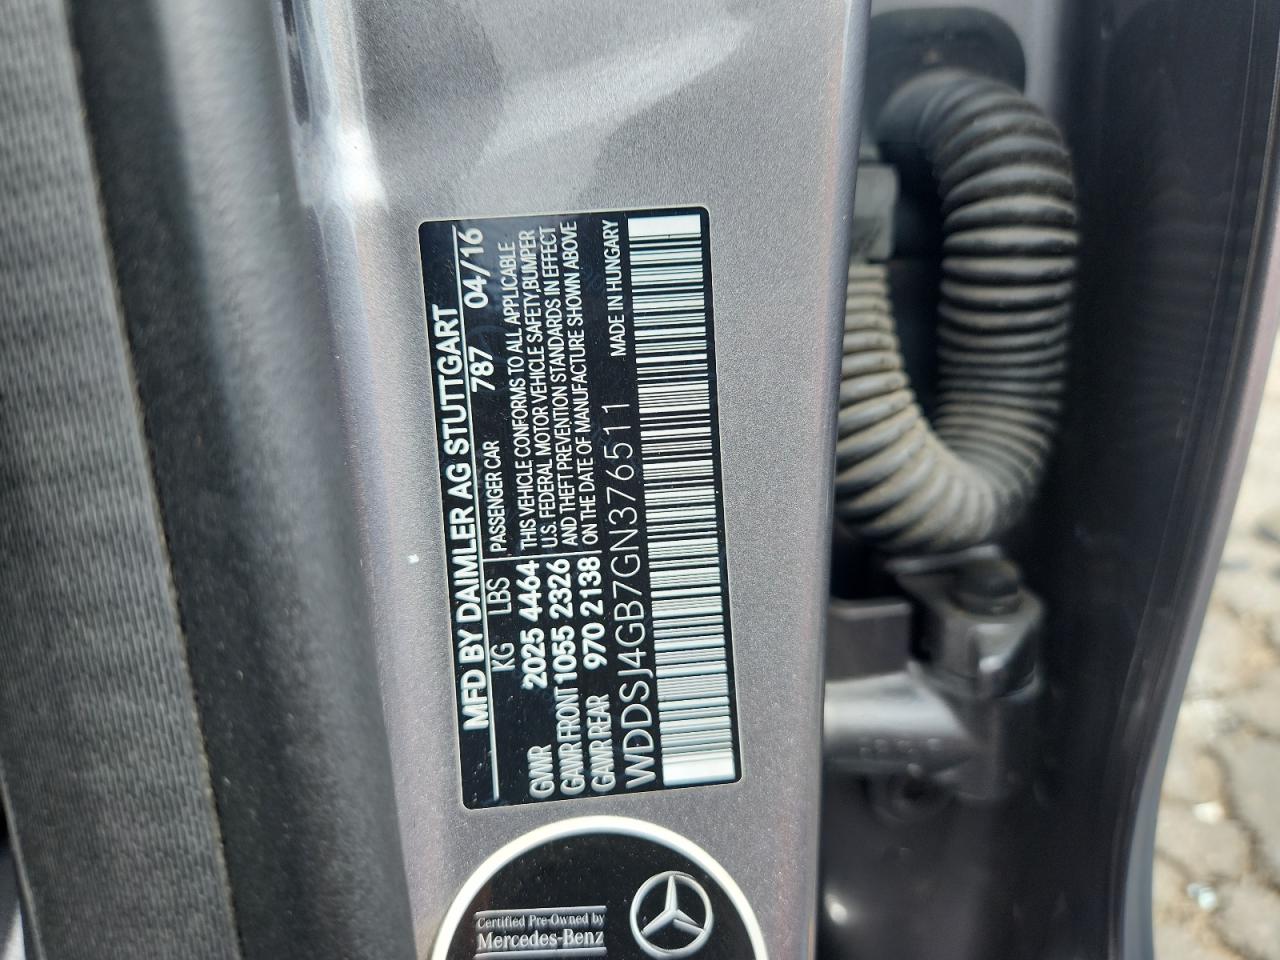 MFD BY DAIMLER AG STUTTGART
787 04/16
KG LBS
GVWR 2025 4464
GAWR FRONT 1055 2326
GAWR REAR 970 2138
PASSENGER CAR
THIS VEHICLE CONFORMS TO ALL APPLICABLE
U.S. FEDERAL MOTOR VEHICLE SAFETY,BUMPER
AND THEFT PREVENTION STANDARDS IN EFFECT
ON THE DATE OF MANUFACTURE SHOWN ABOVE
WDDSJ4GB7GN376511
MADE IN HUNGARY
Certified Pre-Owned by
Mercedes-Benz